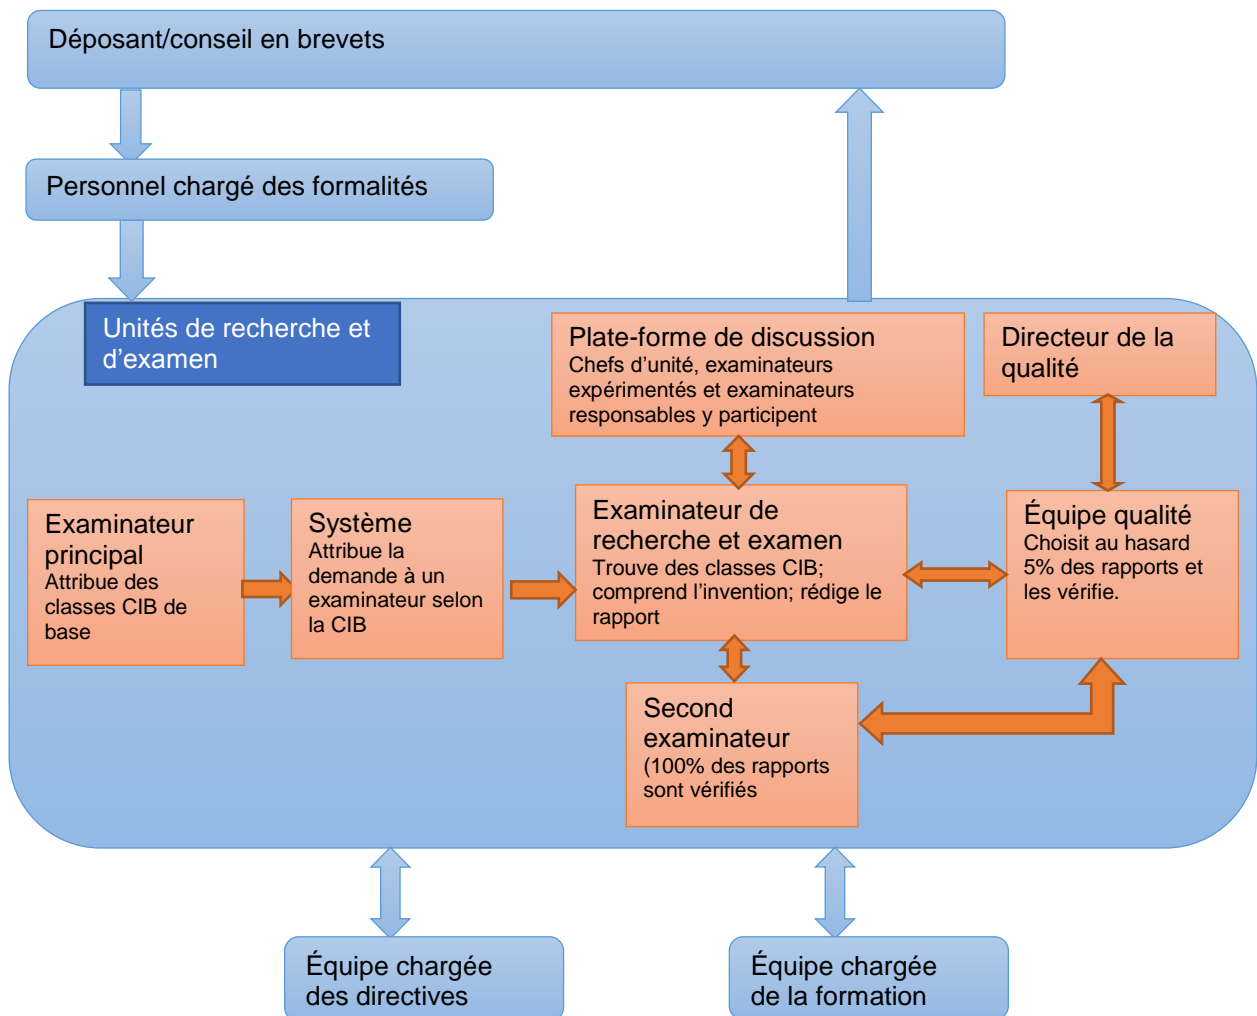 Déposant/conseil en brevets
Personnel chargé des formalités
Unités de recherche et
d'examen
Plate-forme de discussion
Chefs d'unité, examinateurs
expérimentés et examinateurs
responsables y participent
Directeur de la
qualité
Examinateur
principal
Attribue des
classes CIB de
base
Système
Attribue la
demande à un
examinateur selon
la CIB
Examinateur de
recherche et examen
Trouve des classes CIB;
comprend l'invention; rédige le
rapport
Équipe qualité
Choisit au hasard
5% des rapports et
les vérifie.
Second
examinateur
(100% des rapports
sont vérifiés
Équipe chargée
des directives
Équipe chargée
de la formation